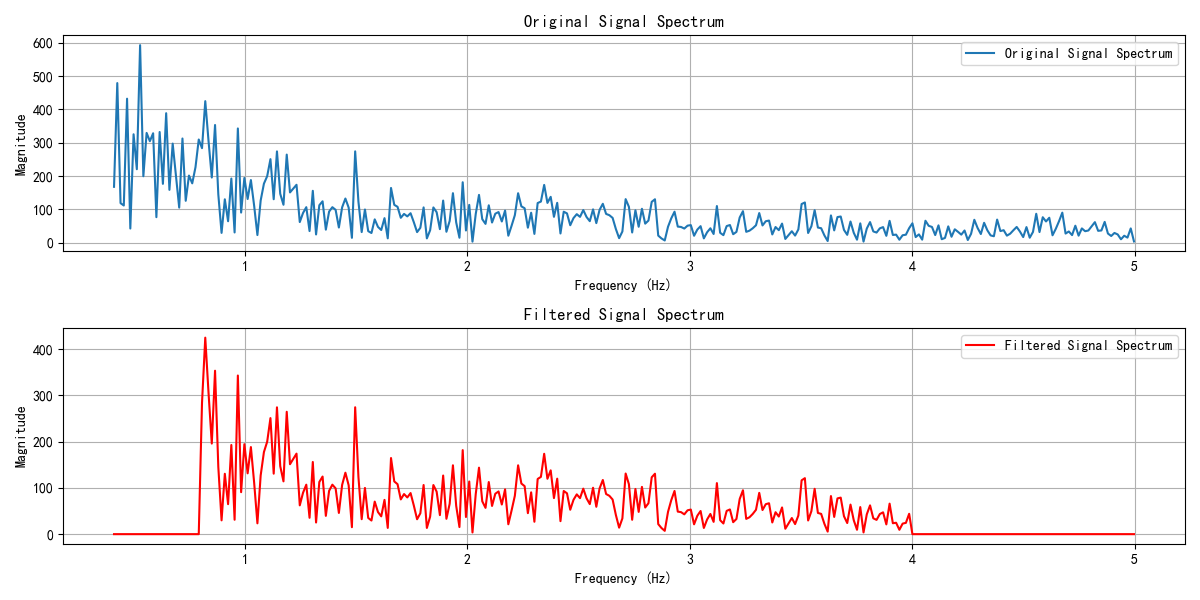 Original Signal Spectrum
600
500
400
300
200
100
0
Magnitude
Original Signal Spectrum
1
2
3
4
5
Frequency (Hz)
Filtered Signal Spectrum
400
300
200
100
0
Magnitude
Filtered Signal Spectrum
1
2
3
4
5
Frequency (Hz)